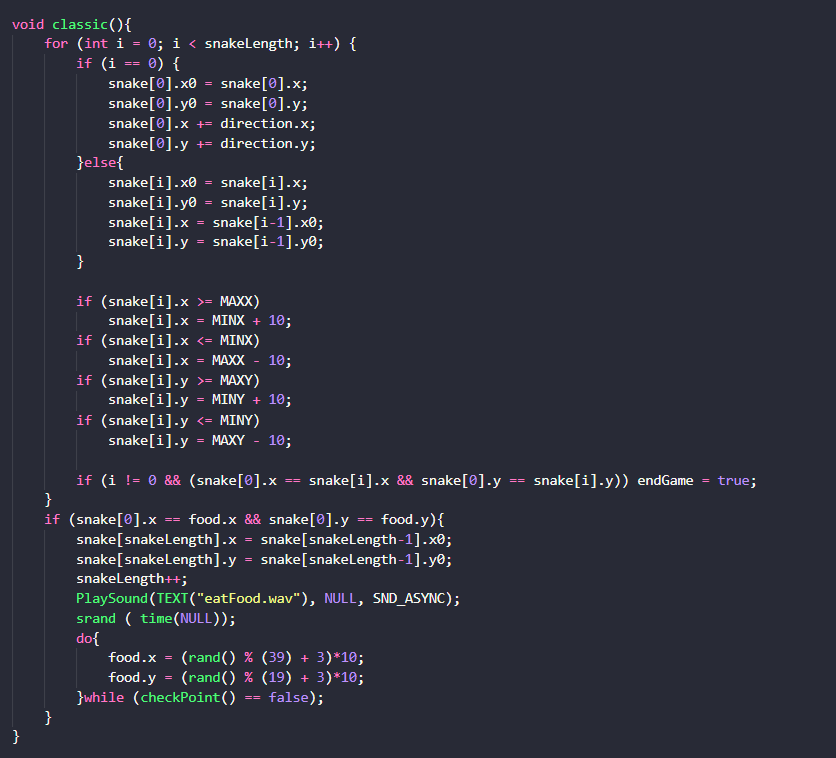 void classic(){
    for (int i = 0; i < snakeLength; i++) {
        if (i == 0) {
            snake[0].x0 = snake[0].x;
            snake[0].y0 = snake[0].y;
            snake[0].x += direction.x;
            snake[0].y += direction.y;
        }else{
            snake[i].x0 = snake[i].x;
            snake[i].y0 = snake[i].y;
            snake[i].x = snake[i-1].x0;
            snake[i].y = snake[i-1].y0;
        }

        if (snake[i].x >= MAXX)
            snake[i].x = MINX + 10;
        if (snake[i].x <= MINX)
            snake[i].x = MAXX - 10;
        if (snake[i].y >= MAXY)
            snake[i].y = MINY + 10;
        if (snake[i].y <= MINY)
            snake[i].y = MAXY - 10;

        if (i != 0 && (snake[0].x == snake[i].x && snake[0].y == snake[i].y)) endGame = true;
    }
    if (snake[0].x == food.x && snake[0].y == food.y){
        snake[snakeLength].x = snake[snakeLength-1].x0;
        snake[snakeLength].y = snake[snakeLength-1].y0;
        snakeLength++;
        PlaySound(TEXT("eatFood.wav"), NULL, SND_ASYNC);
        srand ( time(NULL));
        do{
            food.x = (rand() % (39) + 3)*10;
            food.y = (rand() % (19) + 3)*10;
        }while (checkPoint() == false);
    }
}